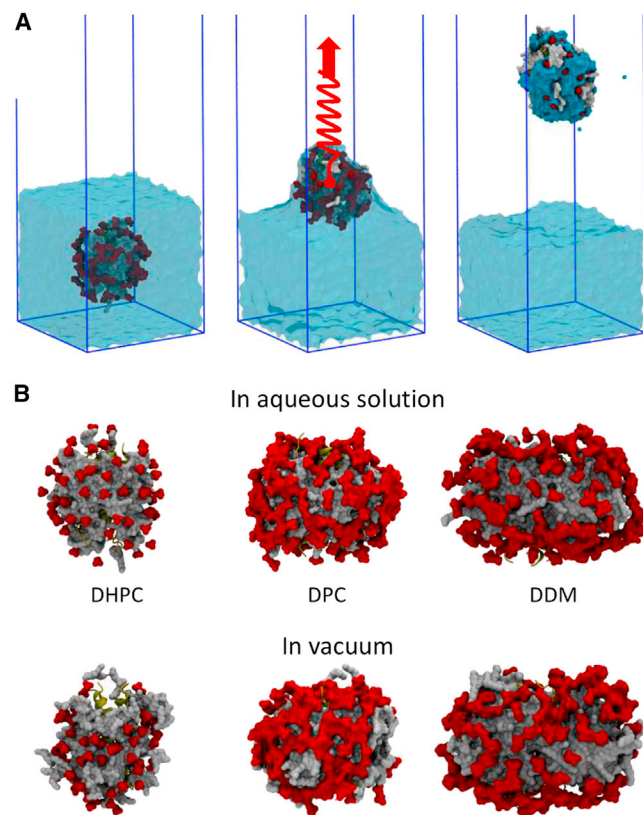 A
B
In aqueous solution
DHPC
DPC
DDM
In vacuum